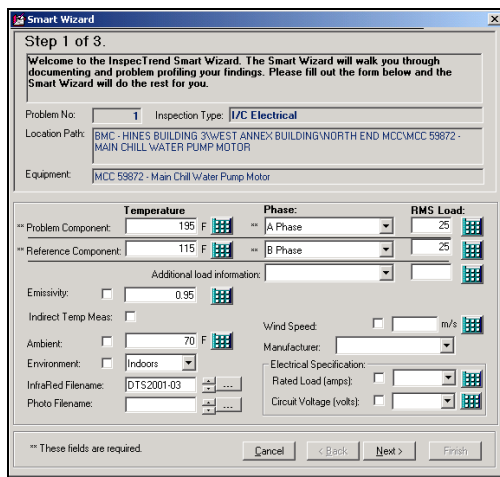 Smart Wizard
Step 1 of 3.
Welcome to the InspecTrend Smart Wizard. The Smart Wizard will walk you through
documenting and problem profiling your findings. Please fill out the form below and the
Smart Wizard will do the rest for you.
Problem No: 1 Inspection Type: I/C Electrical
Location Path: BMC - HINES BUILDING 3\WEST ANNEX BUILDING\NORTH END MCC\MCC 59872 -
MAIN CHILL WATER PUMP MOTOR
Equipment: MCC 59872 - Main Chill Water Pump Motor
Temperature Phase: RMS Load:
** Problem Component: 195 F ** A Phase 25
** Reference Component: 115 F ** B Phase 25
Additional load information:
Emissivity: 0.95
Indirect Temp Meas:
Wind Speed: m/s
Ambient: 70 F
Manufacturer:
Environment: Indoors
Electrical Specification:
InfraRed Filename: DTS2001-03 ...
Rated Load (amps):
Photo Filename: ...
Circuit Voltage (volts):
** These fields are required. Cancel < Back Next > Finish